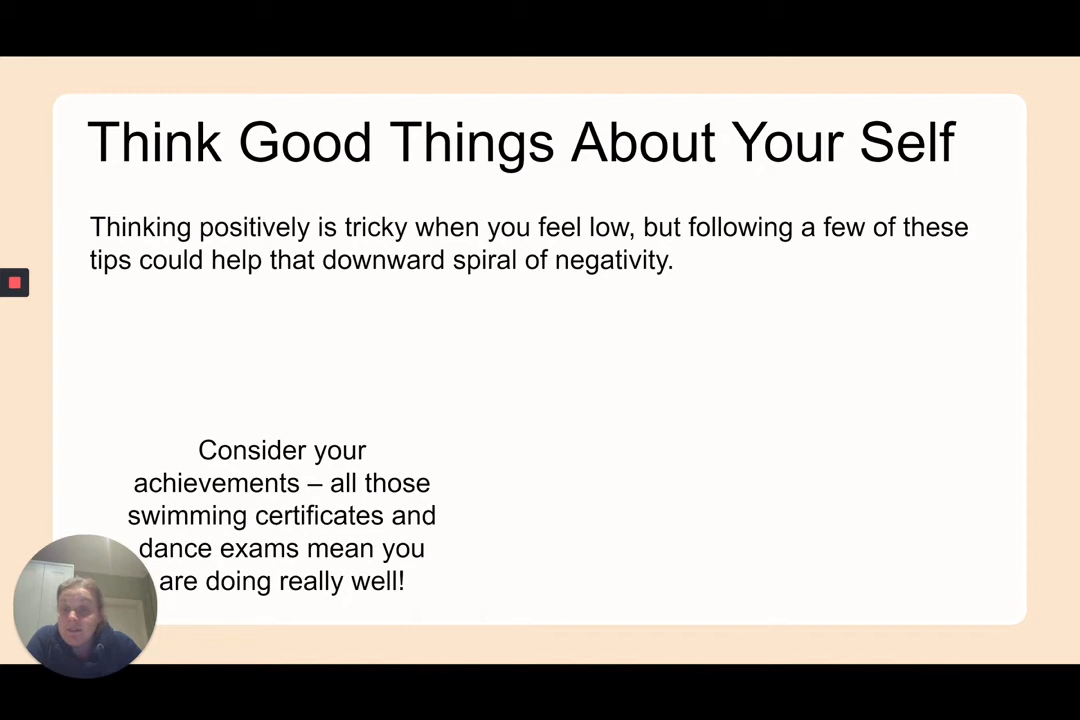 Think Good Things About Your Self
Thinking positively is tricky when you feel low, but following a few of these
tips could help that downward spiral of negativity.
Consider your
achievements – all those
swimming certificates and
dance exams mean you
are doing really well!